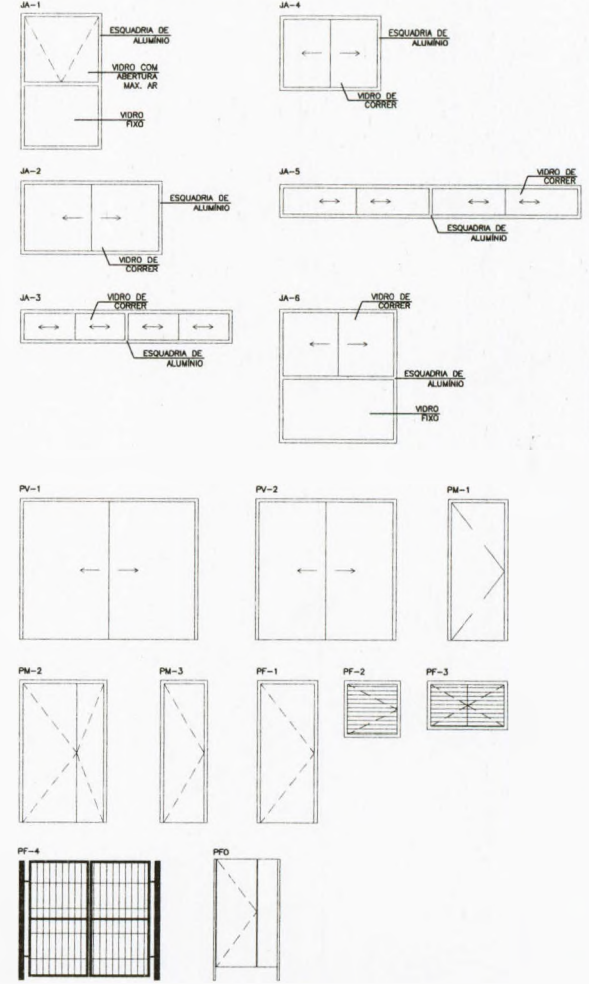 JA-1
ESQUADRIA DE
ALUMÍNIO
VIDRO COM
ABERTURA
MAX. AR
VIDRO
FIXO
JA-4
ESQUADRIA DE
ALUMÍNIO
VIDRO DE
CORRER
JA-2
ESQUADRIA DE
ALUMÍNIO
VIDRO DE
CORRER
JA-5
VIDRO DE
CORRER
ESQUADRIA DE
ALUMÍNIO
JA-3
VIDRO DE
CORRER
ESQUADRIA DE
ALUMÍNIO
JA-6
VIDRO DE
CORRER
ESQUADRIA DE
ALUMÍNIO
VIDRO
FIXO
PV-1
PV-2
PM-1
PM-2
PM-3
PF-1
PF-2
PF-3
PF-4
PFO